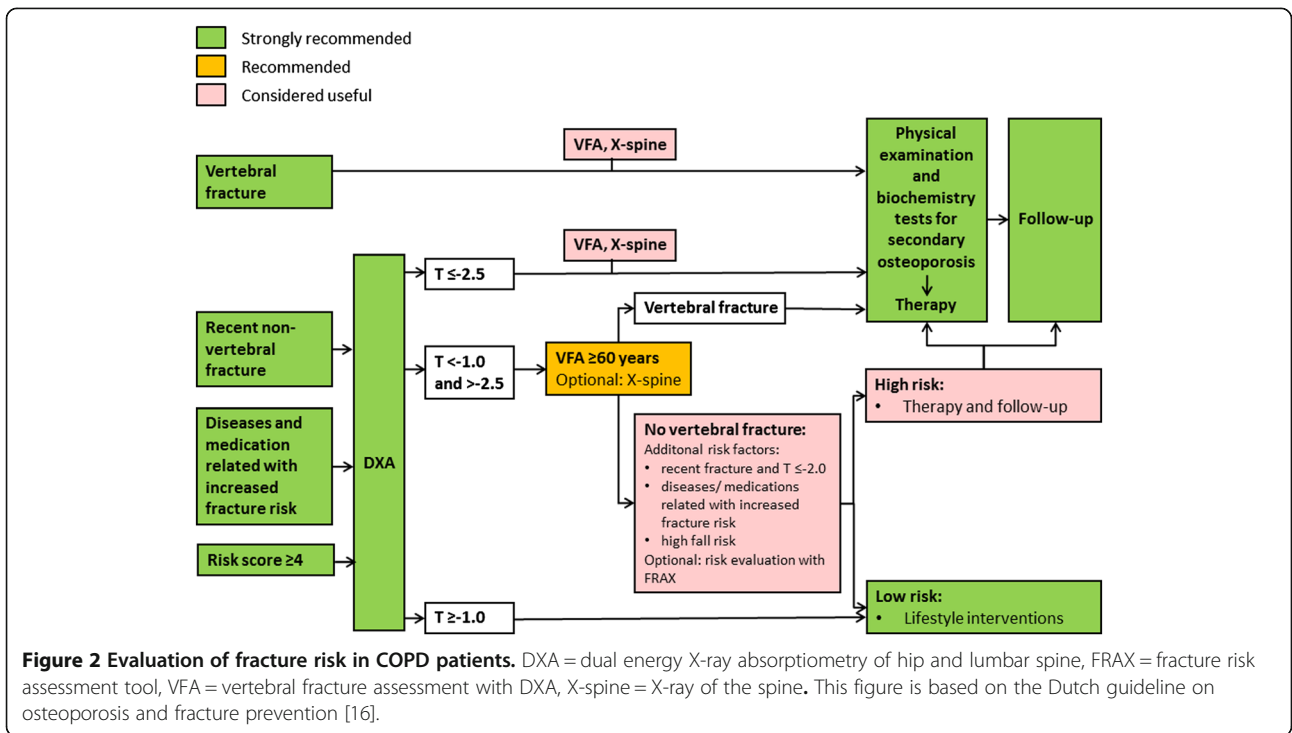 Strongly recommended
Recommended
Considered useful
VFA, X-spine
Vertebral
fracture
Physical
examination
and
biochemistry
tests for
secondary
osteoporosis
Therapy
Follow-up
VFA, X-spine
T ≤-2.5
Vertebral fracture
Recent non-
vertebral
fracture
T <-1.0
and >-2.5
VFA ≥60 years
Optional: X-spine
High risk:
• Therapy and follow-up
Diseases and
medication
related with
increased
fracture risk
DXA
No vertebral fracture:
Additonal risk factors:
• recent fracture and T ≤-2.0
• diseases/ medications
related with increased
fracture risk
• high fall risk
Optional: risk evaluation with
FRAX
Risk score ≥4
T ≥-1.0
Low risk:
• Lifestyle interventions
Figure 2 Evaluation of fracture risk in COPD patients. DXA = dual energy X-ray absorptiometry of hip and lumbar spine, FRAX = fracture risk
assessment tool, VFA = vertebral fracture assessment with DXA, X-spine = X-ray of the spine. This figure is based on the Dutch guideline on
osteoporosis and fracture prevention [16].